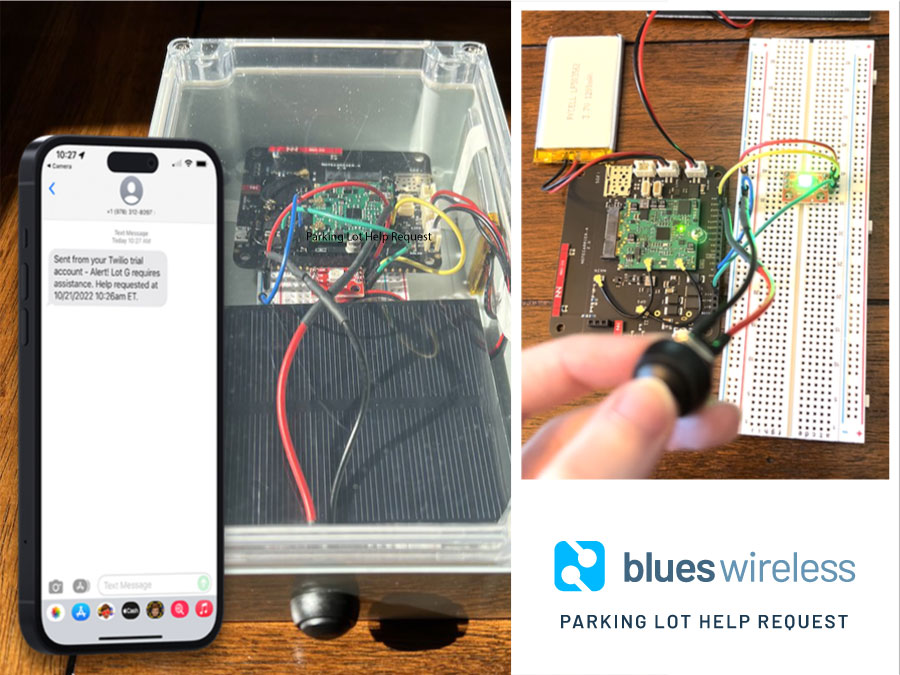 10:27
Camera
+1 (978) 312-8297
Text Message
Today 10:27 AM
Sent from your Twilio trial
account - Alert! Lot G requires
assistance. Help requested at
10/21/2022 10:26am ET.
Text Message
Cash
Parking Lot Help Request
blues wireless
PARKING LOT HELP REQUEST